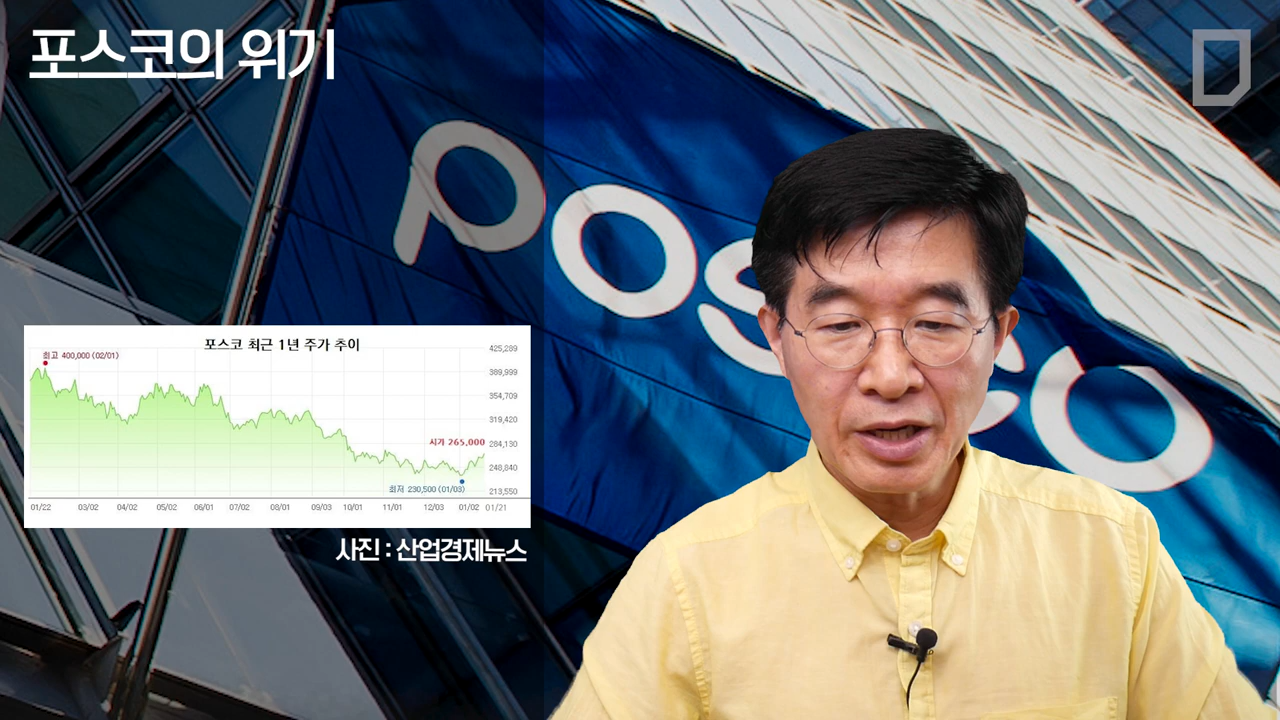 포스코의 위기
posco
포스코 최근 1년 주가 추이
최고 400,000 (02/01)
425,289
389,999
354,709
319,420
284,130
248,840
213,550
시가 265,000
최저 230,500 (01/03)
01/22 03/02 04/02 05/02 06/01 07/02 08/01 09/03 10/01 11/01 12/03 01/02 01/21
사진 : 산업경제뉴스